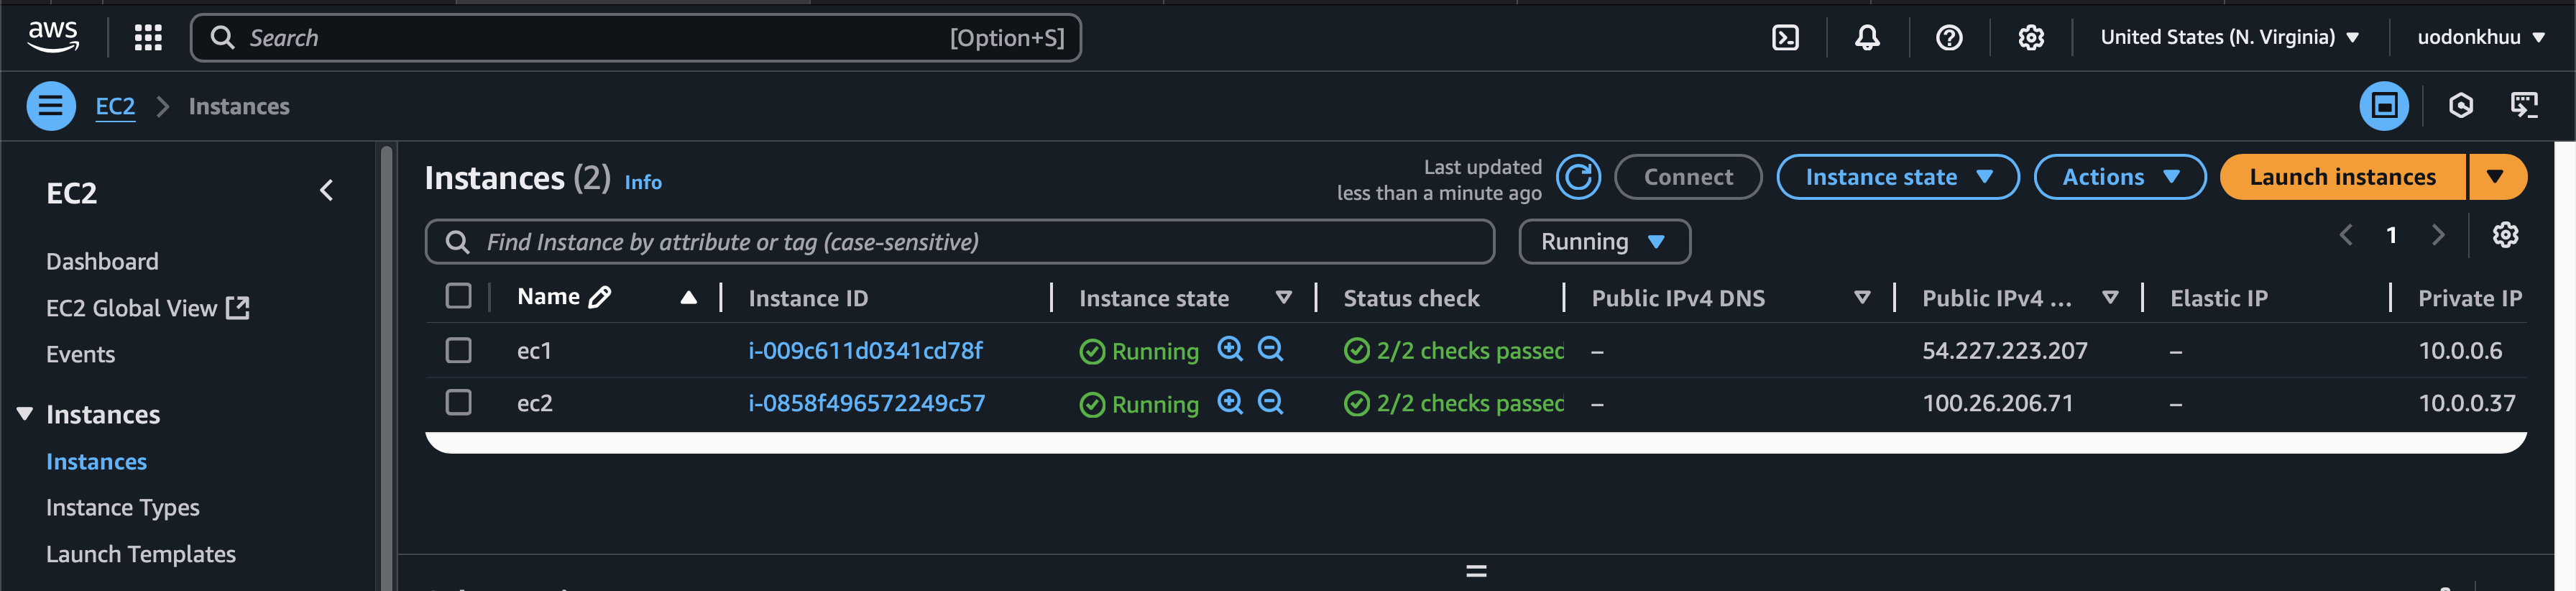 aws
Search [Option+S]
United States (N. Virginia)
uodonkhuu
EC2
Instances
EC2
Dashboard
EC2 Global View
Events
Instances
Instances
Instance Types
Launch Templates
Instances (2) Info
Last updated
less than a minute ago
Connect
Instance state
Actions
Launch instances
Find Instance by attribute or tag (case-sensitive)
Running
1
Name Instance ID Instance state Status check Public IPv4 DNS Public IPv4 ... Elastic IP Private IP
ec1 i-009c611d0341cd78f Running 2/2 checks passed – 54.227.223.207 – 10.0.0.6
ec2 i-0858f496572249c57 Running 2/2 checks passed – 100.26.206.71 – 10.0.0.37